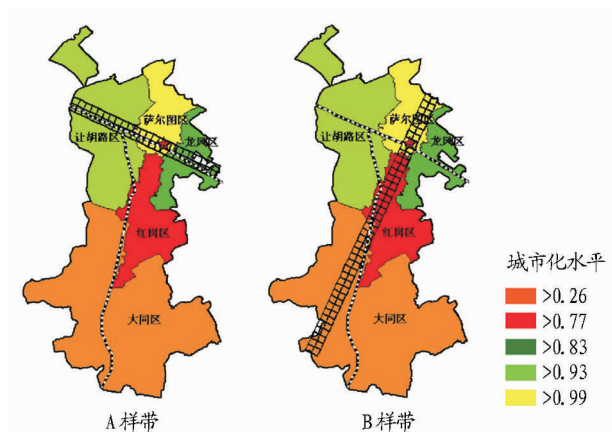 萨尔图区
让胡路区
龙凤区
红岗区
大同区
A样带
萨尔图区
让胡路区
龙凤区
红岗区
大同区
B样带
城市化水平
>0.26
>0.77
>0.83
>0.93
>0.99